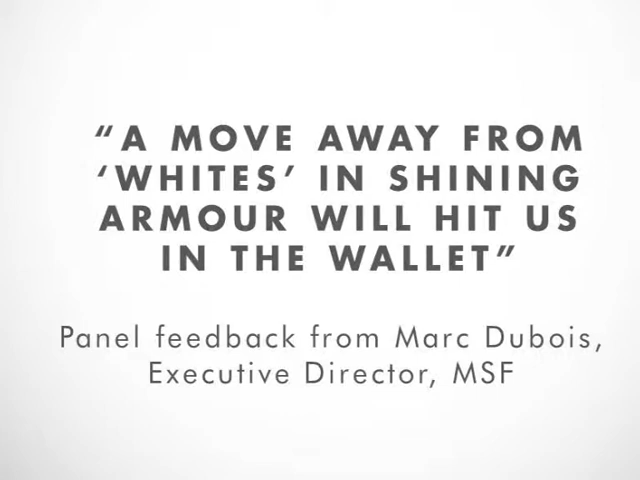 “A MOVE AWAY FROM
‘WHITES’ IN SHINING
ARMOUR WILL HIT US
IN THE WALLET”
Panel feedback from Marc Dubois,
Executive Director, MSF